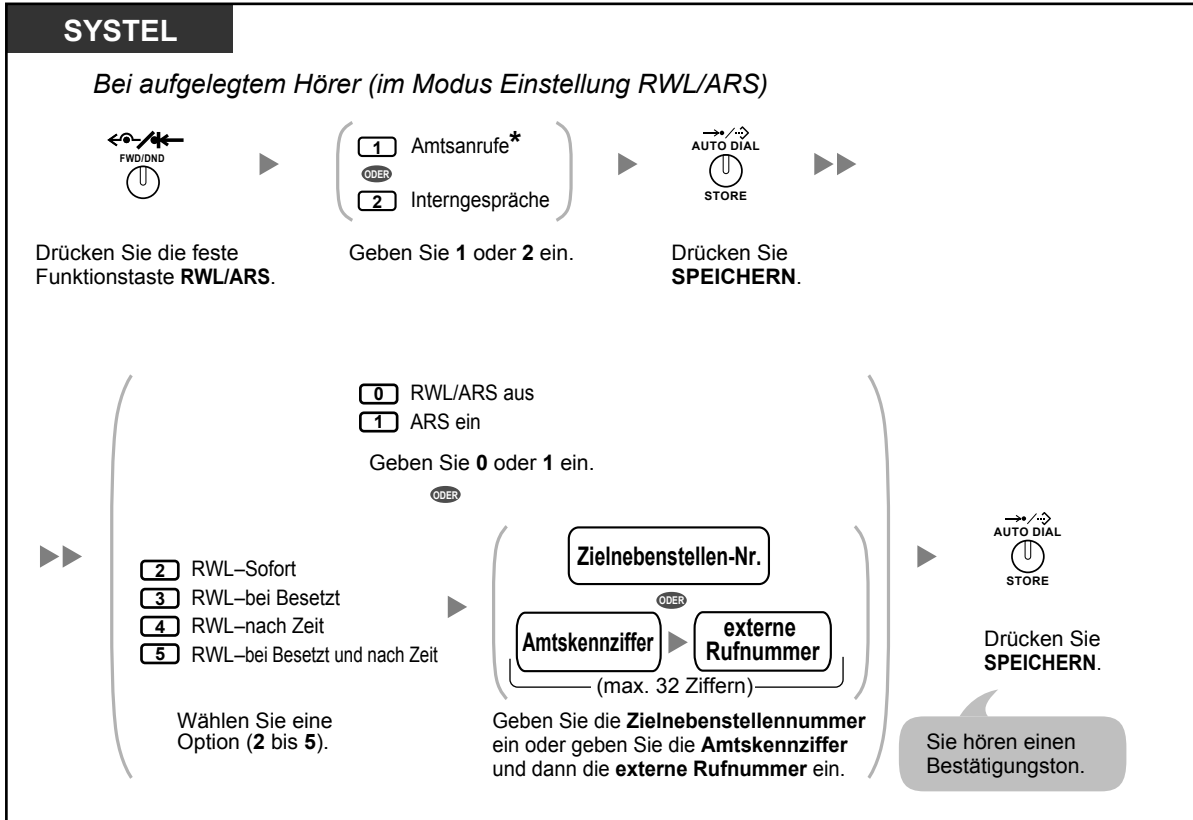 SYSTEL
Bei aufgelegtem Hörer (im Modus Einstellung RWL/ARS)
FWD/DND
1 Amtsanrufe*
ODER
2 Interngespräche
AUTO DIAL
STORE
Drücken Sie die feste
Funktionstaste RWL/ARS.
Geben Sie 1 oder 2 ein.
Drücken Sie
SPEICHERN.
0 RWL/ARS aus
1 ARS ein
Geben Sie 0 oder 1 ein.
ODER
2 RWL–Sofort
3 RWL–bei Besetzt
4 RWL–nach Zeit
5 RWL–bei Besetzt und nach Zeit
Wählen Sie eine
Option (2 bis 5).
Zielnebenstellen-Nr.
ODER
Amtskennziffer
externe
Rufnummer
(max. 32 Ziffern)
Geben Sie die Zielnebenstellennummer
ein oder geben Sie die Amtskennziffer
und dann die externe Rufnummer ein.
AUTO DIAL
STORE
Drücken Sie
SPEICHERN.
Sie hören einen
Bestätigungston.